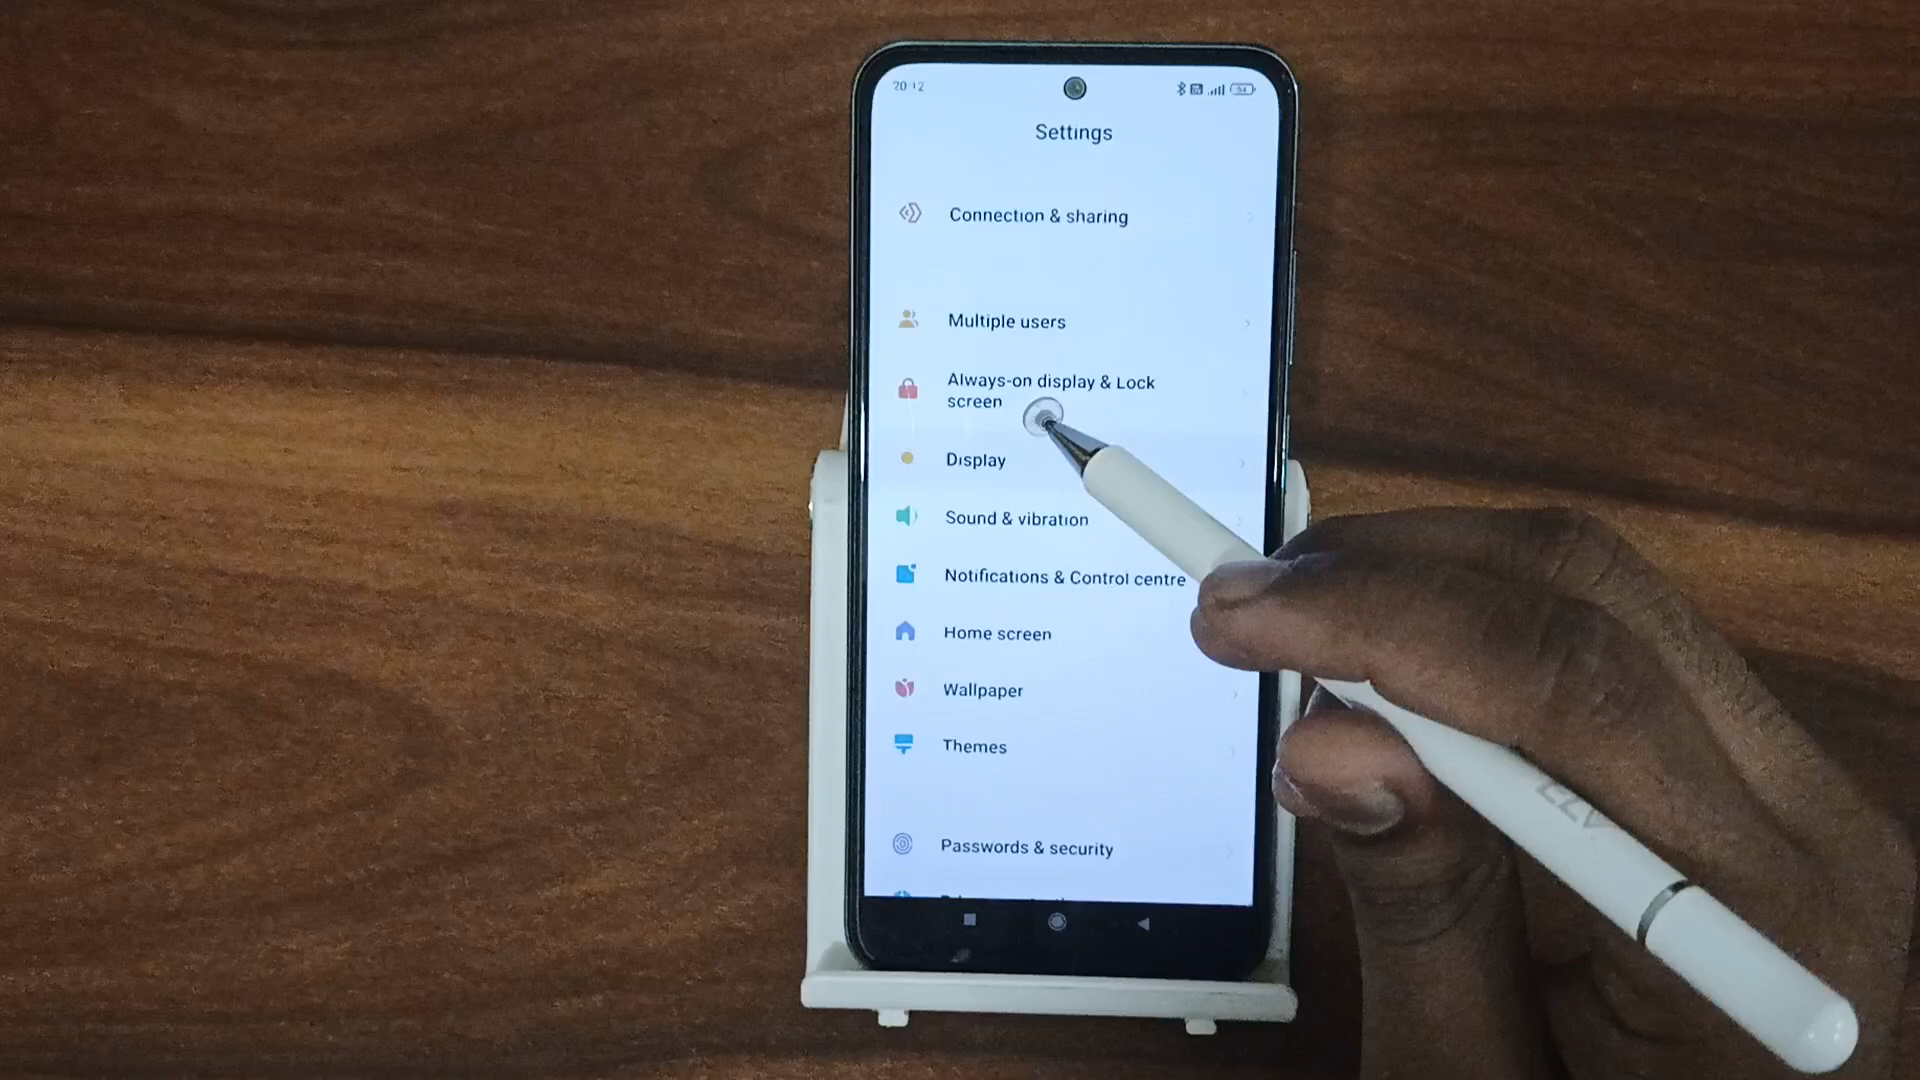 20 12
54
Settings
Connection & sharing
Multiple users
Always-on display & Lock
screen
Display
Sound & vibration
Notifications & Control centre
Home screen
Wallpaper
Themes
Passwords & security